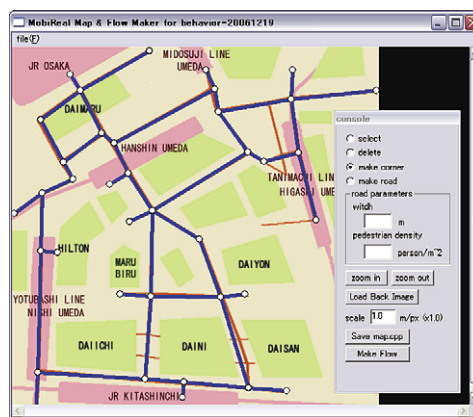 MobiReal Map & Flow Maker for behavior=20061219
file(F)
MIDOSUJI LINE
UMEDA
JR OSAKA
DAIMARU
HANSHIN UMEDA
TANIMACHI LINE
HIGASHI UME
HILTON
MARU
BIRU
DAIYON
YOTUBASHI LINE
NISHI UMEDA
DAIICHI
DAINI
DAISAN
JR KITASHINCHI
console
select
delete
make corner
make road
road parameters
witdh
m
pedestrian density
person/m^2
zoom in
zoom out
Load Back Image
scale 1.0 m/px (x1.0)
Save map.cpp
Make Flow